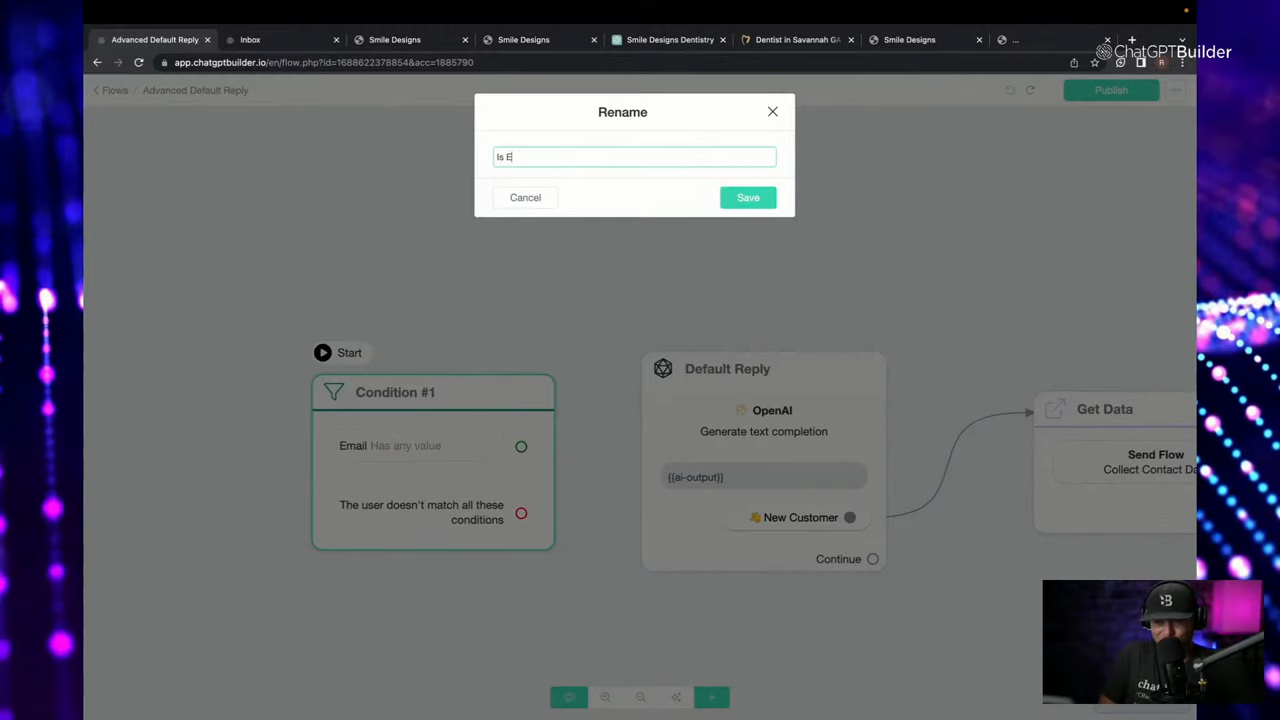 Advanced Default Reply
Inbox
Smile Designs
Smile Designs
Smile Designs Dentistry
Dentist in Savannah GA
Smile Designs
...
app.chatgptbuilder.io/en/flow.php?id=1688622378854&acc=1885790
R
ChatGPTBuilder
Flows / Advanced Default Reply
Publish
Rename
Is E
Cancel
Save
Start
Condition #1
Email Has any value
The user doesn't match all these
conditions
Default Reply
OpenAI
Generate text completion
{{ai-output}}
👋 New Customer
Continue
Get Data
Send Flow
Collect Contact Da
B